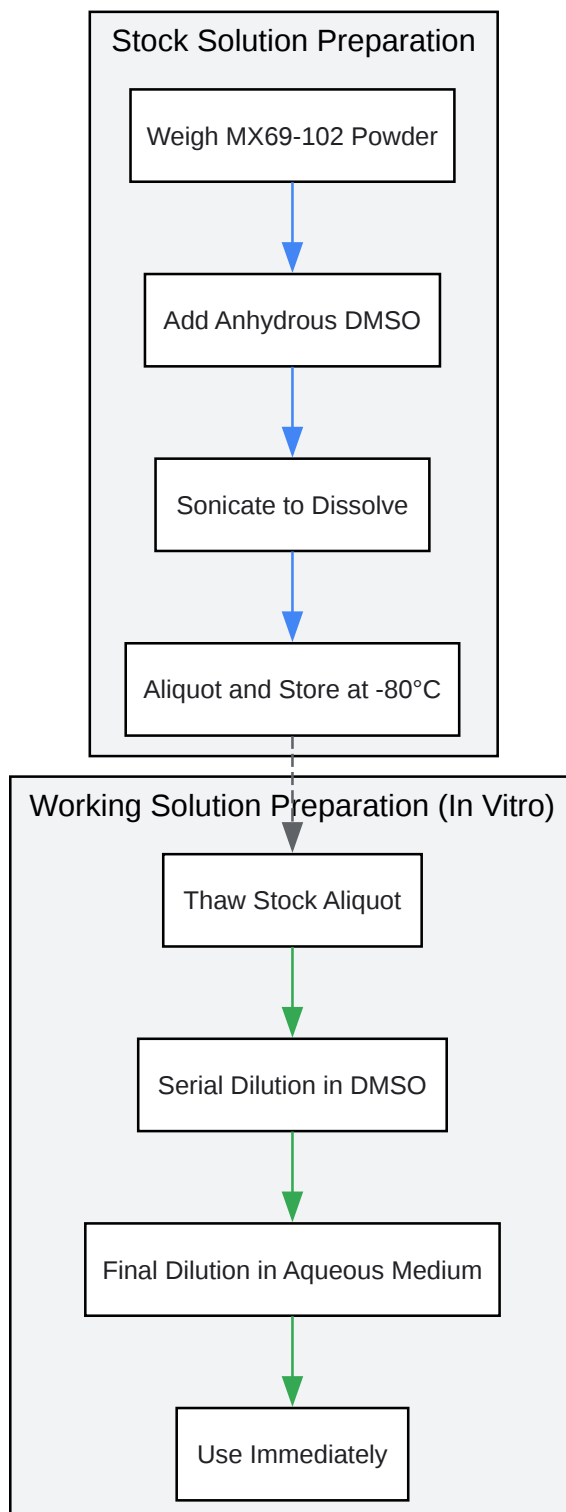 Stock Solution Preparation
Weigh MX69-102 Powder
Add Anhydrous DMSO
Sonicate to Dissolve
Aliquot and Store at -80°C
Working Solution Preparation (In Vitro)
Thaw Stock Aliquot
Serial Dilution in DMSO
Final Dilution in Aqueous Medium
Use Immediately